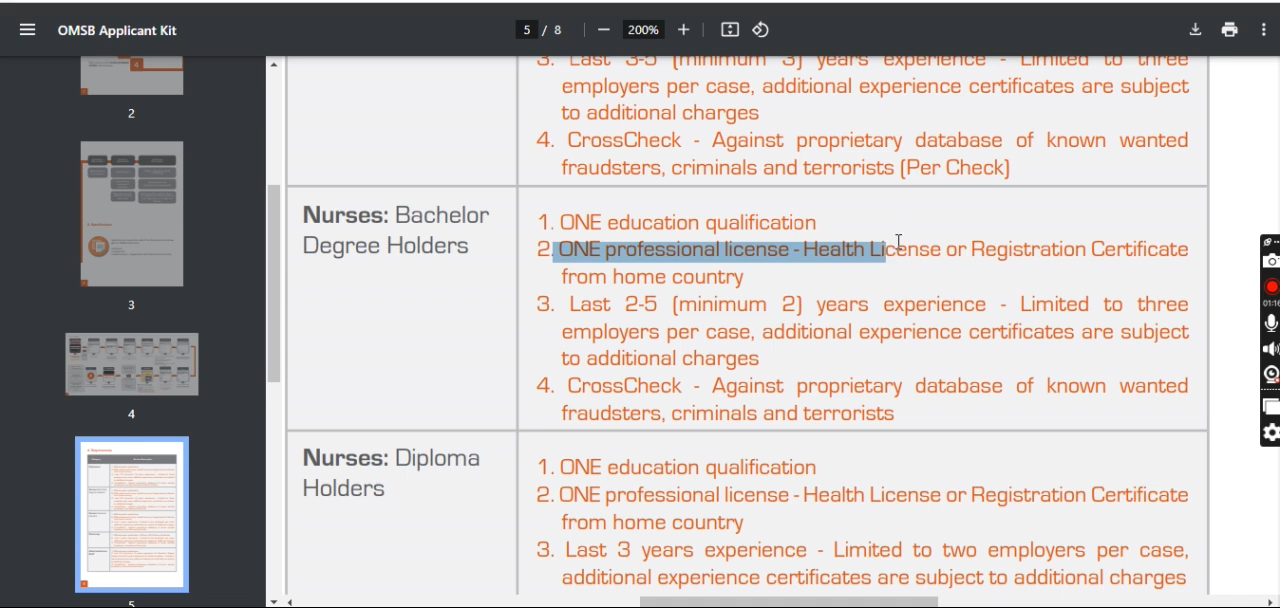 OMSB Applicant Kit
5 / 8
200%
4
2
3
4
5
3. Last 3-5 (minimum 3) years experience - Limited to three
employers per case, additional experience certificates are subject
to additional charges
4. CrossCheck - Against proprietary database of known wanted
fraudsters, criminals and terrorists (Per Check)
Nurses: Bachelor
Degree Holders
1. ONE education qualification
2. ONE professional license - Health License or Registration Certificate
from home country
3. Last 2-5 (minimum 2) years experience - Limited to three
employers per case, additional experience certificates are subject
to additional charges
4. CrossCheck - Against proprietary database of known wanted
fraudsters, criminals and terrorists
Nurses: Diploma
Holders
1. ONE education qualification
2. ONE professional license - Health License or Registration Certificate
from home country
3. Last 3 years experience - Limited to two employers per case,
additional experience certificates are subject to additional charges